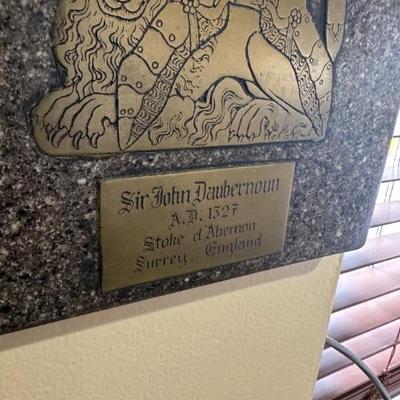 Sir John Daubernoun
A.D. 1327
Stoke d'Abernon
Surrey. England